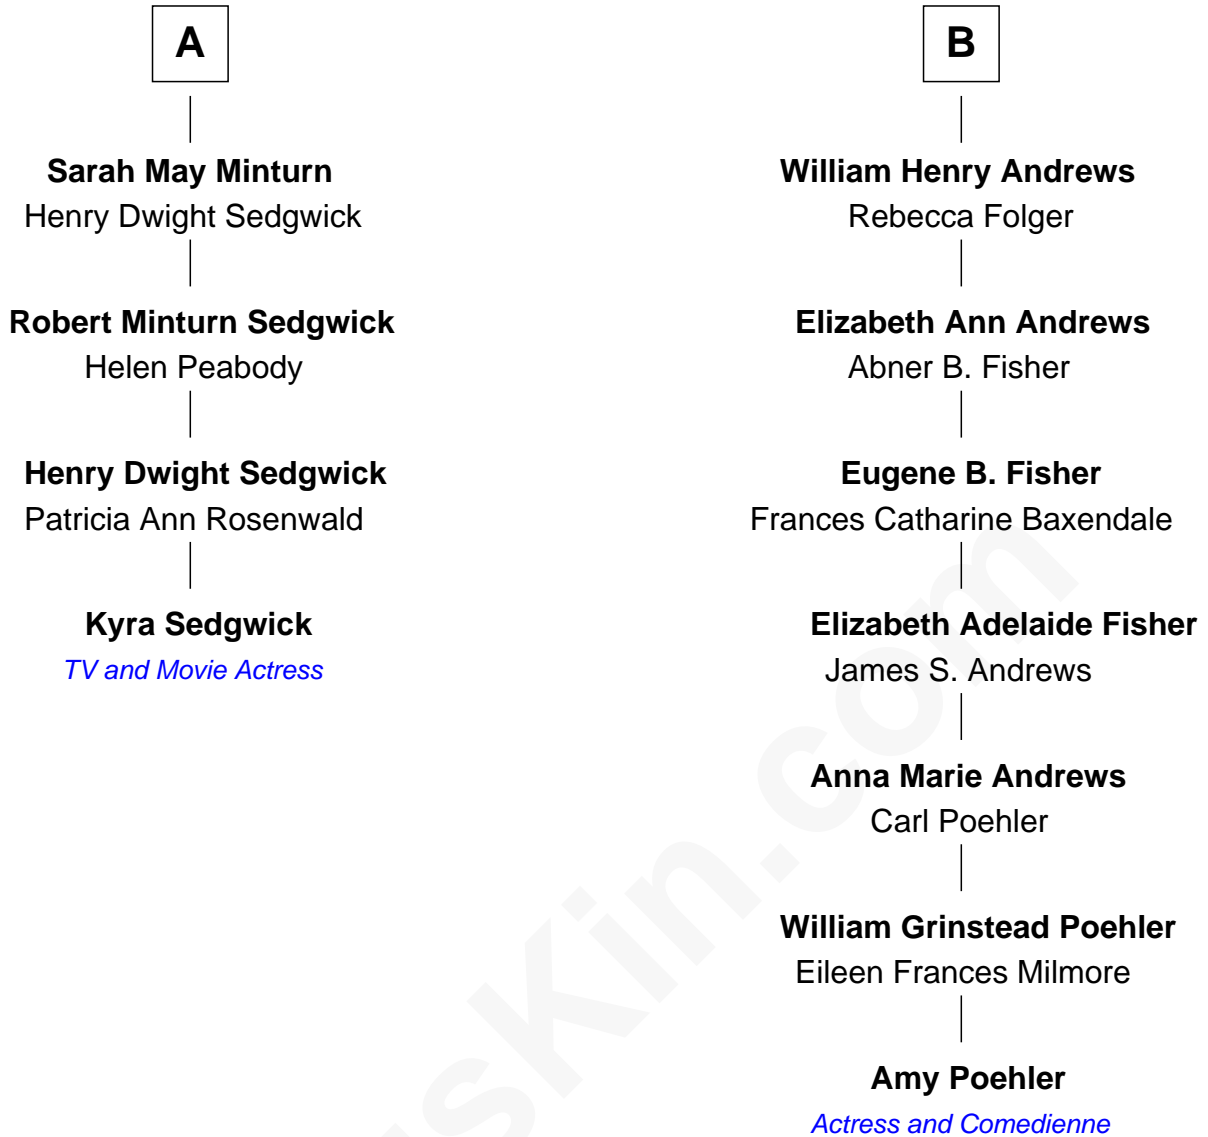 A
Sarah May Minturn
Henry Dwight Sedgwick
Robert Minturn Sedgwick
Helen Peabody
Henry Dwight Sedgwick
Patricia Ann Rosenwald
Kyra Sedgwick
TV and Movie Actress
B
William Henry Andrews
Rebecca Folger
Elizabeth Ann Andrews
Abner B. Fisher
Eugene B. Fisher
Frances Catharine Baxendale
Elizabeth Adelaide Fisher
James S. Andrews
Anna Marie Andrews
Carl Poehler
William Grinstead Poehler
Eileen Frances Milmore
Amy Poehler
Actress and Comedienne